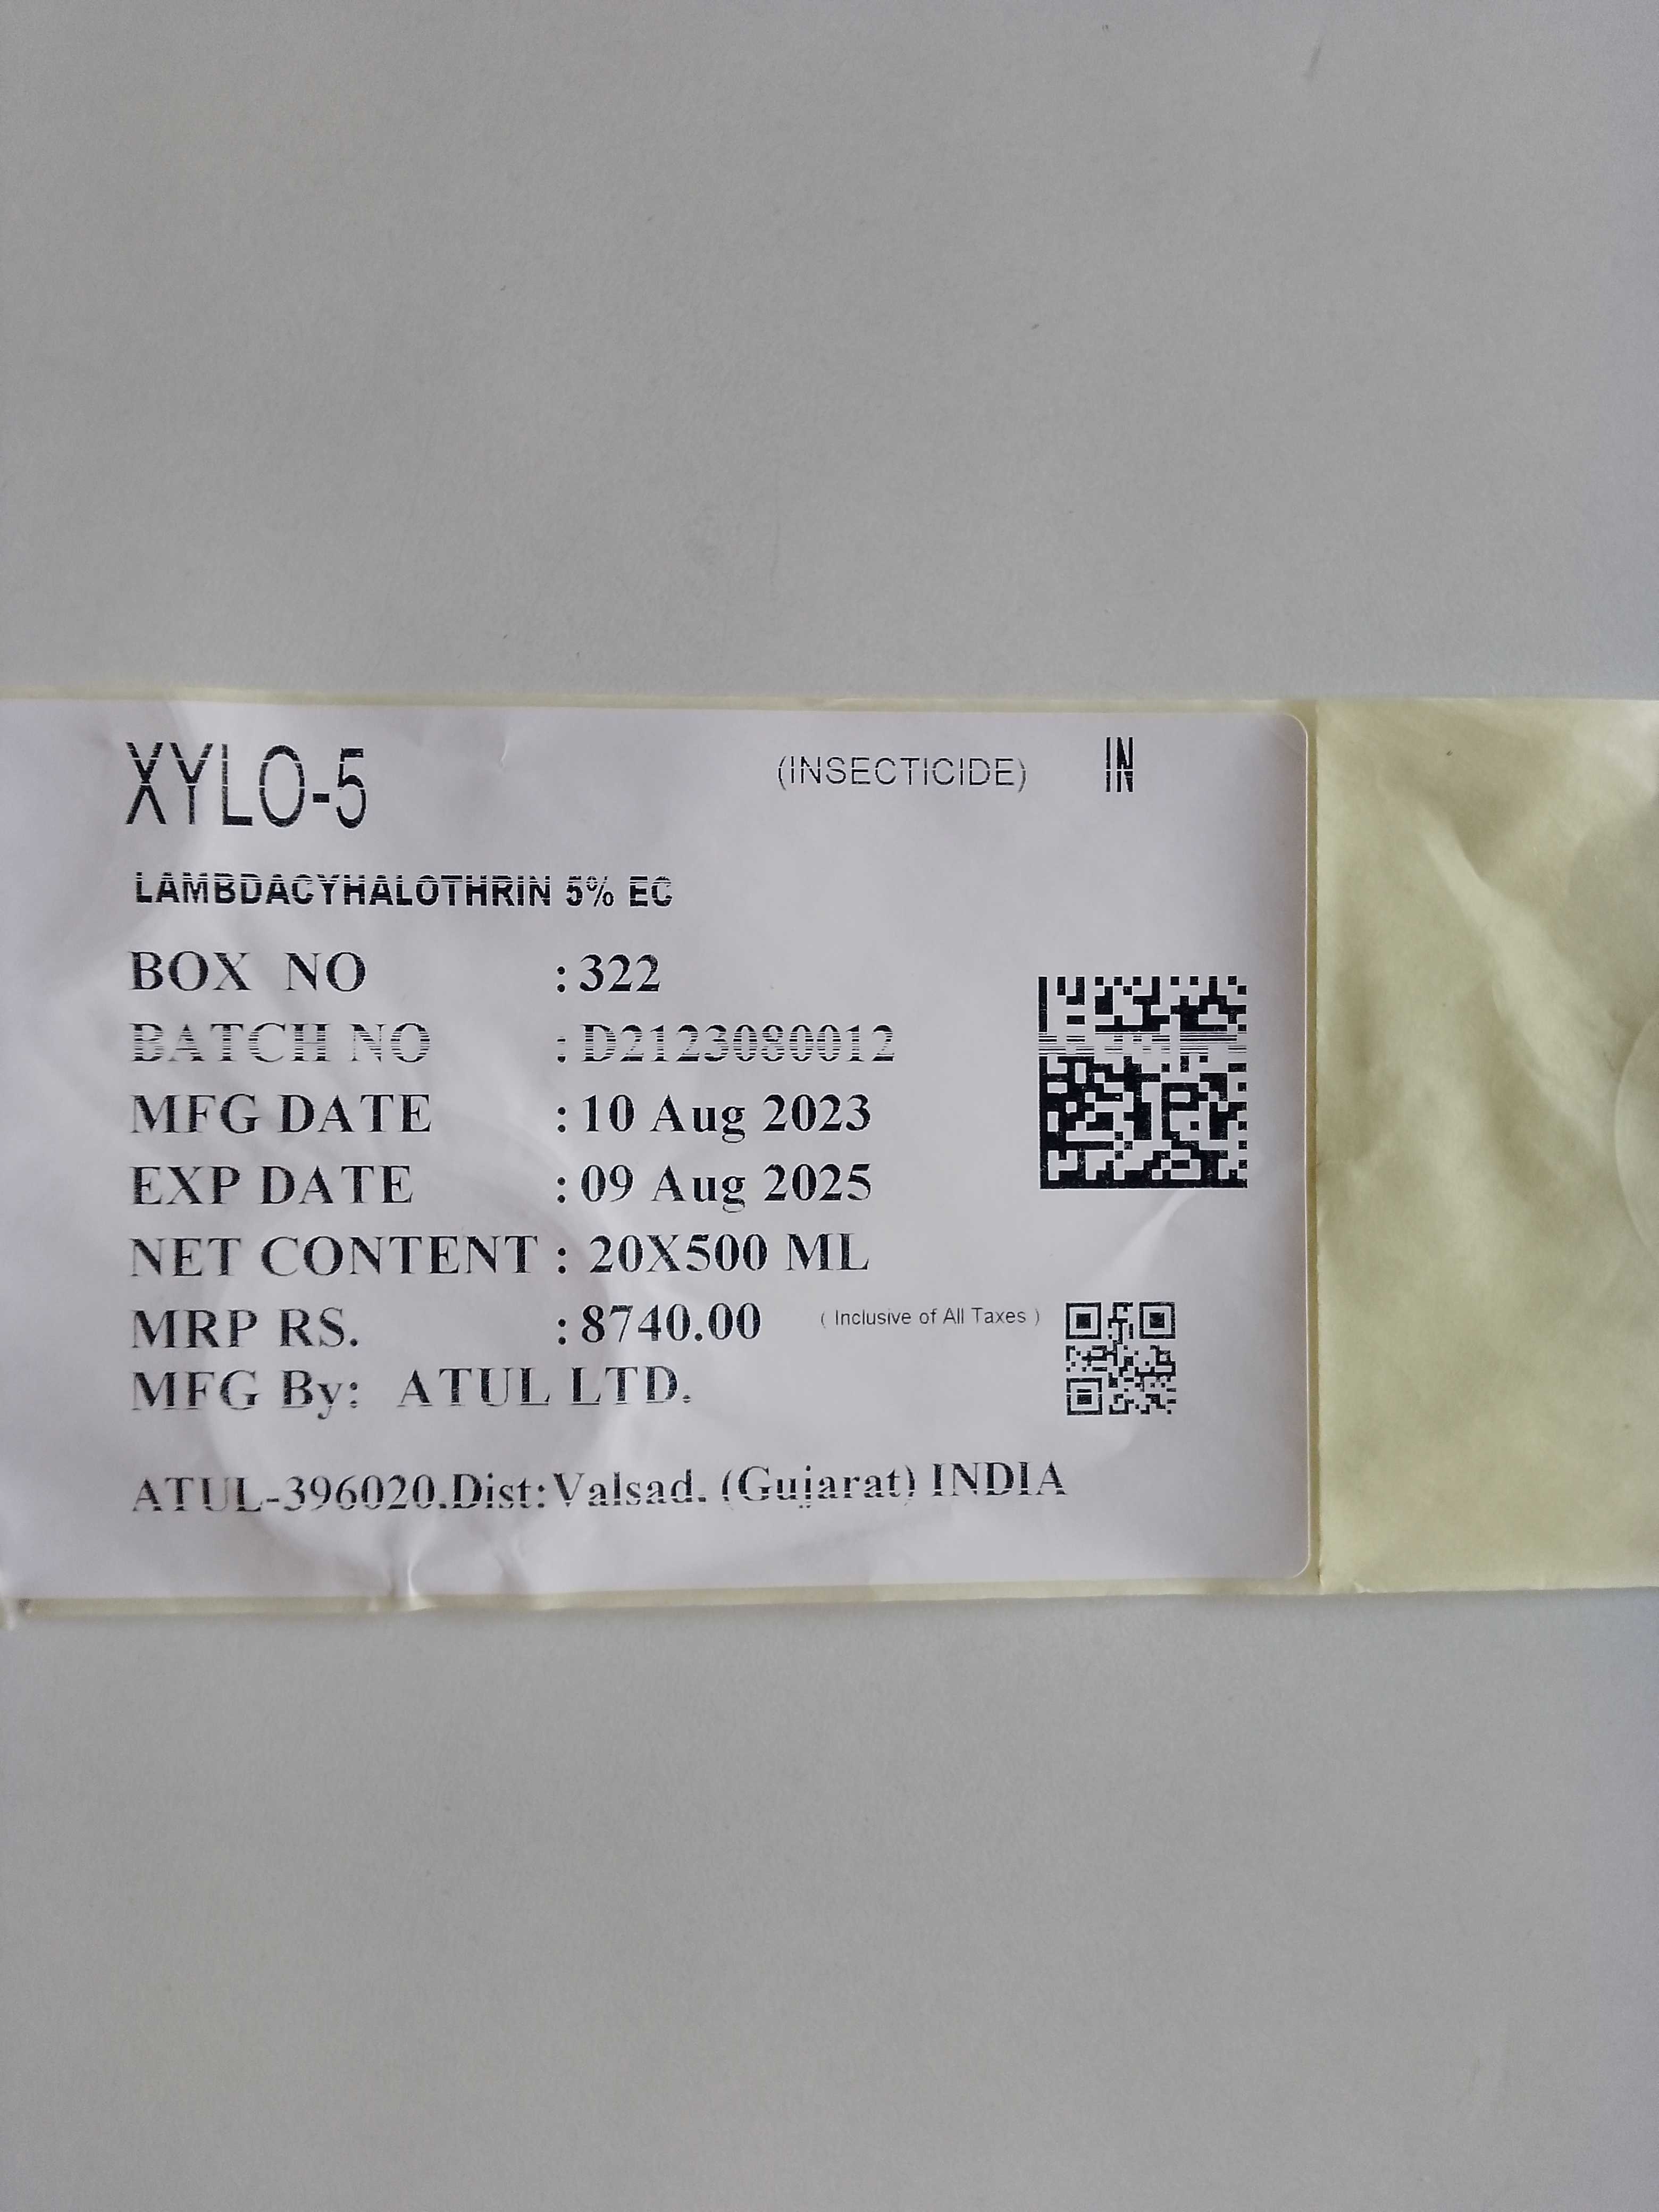 XYLO-5 (INSECTICIDE) IN
LAMBDACYHALOTHRIN 5% EC
BOX NO : 322
BATCH NO : D2123080012
MFG DATE : 10 Aug 2023
EXP DATE : 09 Aug 2025
NET CONTENT : 20X500 ML
MRP RS. : 8740.00 ( Inclusive of All Taxes )
MFG By: ATUL LTD.
ATUL-396020.Dist:Valsad. (Gujarat) INDIA